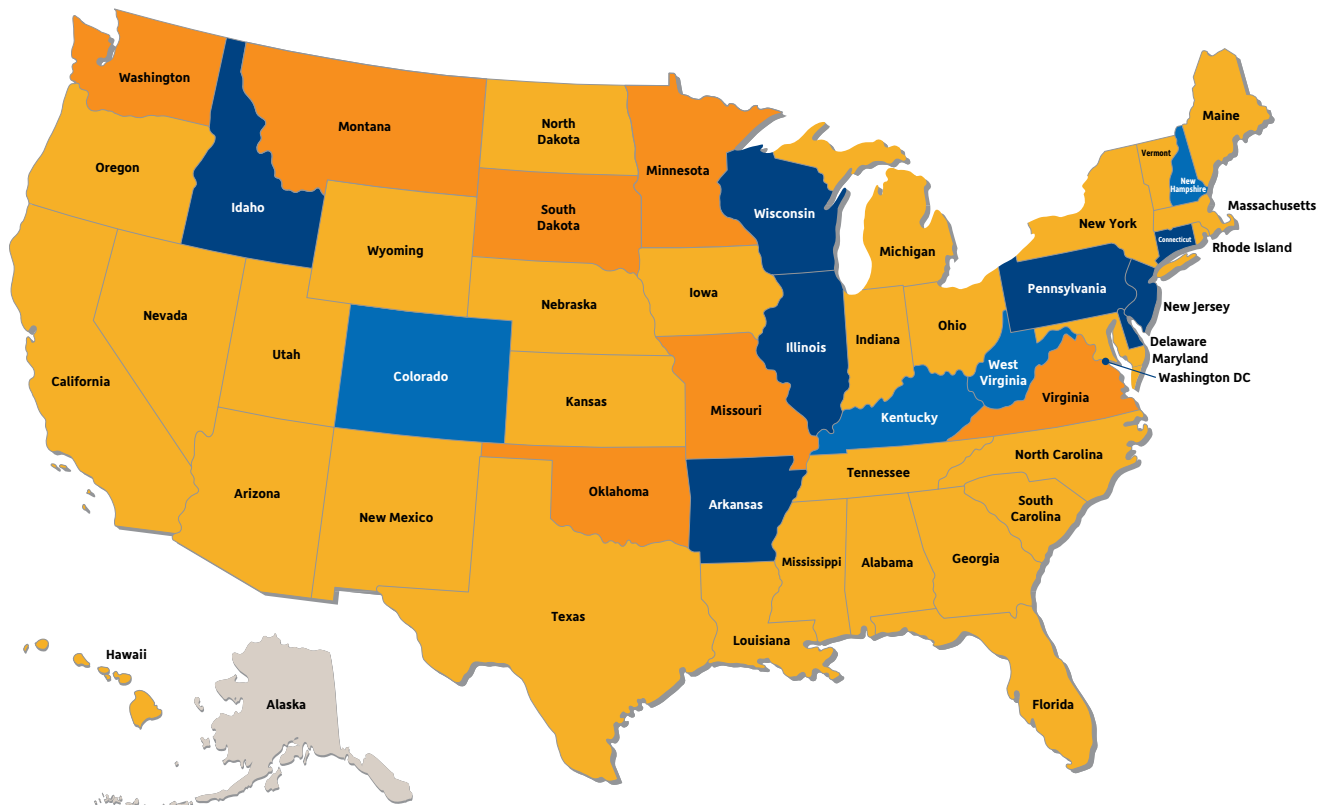 Washington
Montana
North
Dakota
Minnesota
Maine
Oregon
Idaho
Wyoming
South
Dakota
Wisconsin
Michigan
New York
Vermont
New
Hampshire
Massachusetts
Connecticut
Rhode Island
Nevada
Utah
Colorado
Nebraska
Iowa
Illinois
Indiana
Ohio
Pennsylvania
New Jersey
Delaware
Maryland
Washington DC
California
Kansas
Missouri
Kentucky
West
Virginia
Virginia
Arizona
New Mexico
Oklahoma
Arkansas
Tennessee
North Carolina
South
Carolina
Texas
Louisiana
Mississippi
Alabama
Georgia
Florida
Hawaii
Alaska